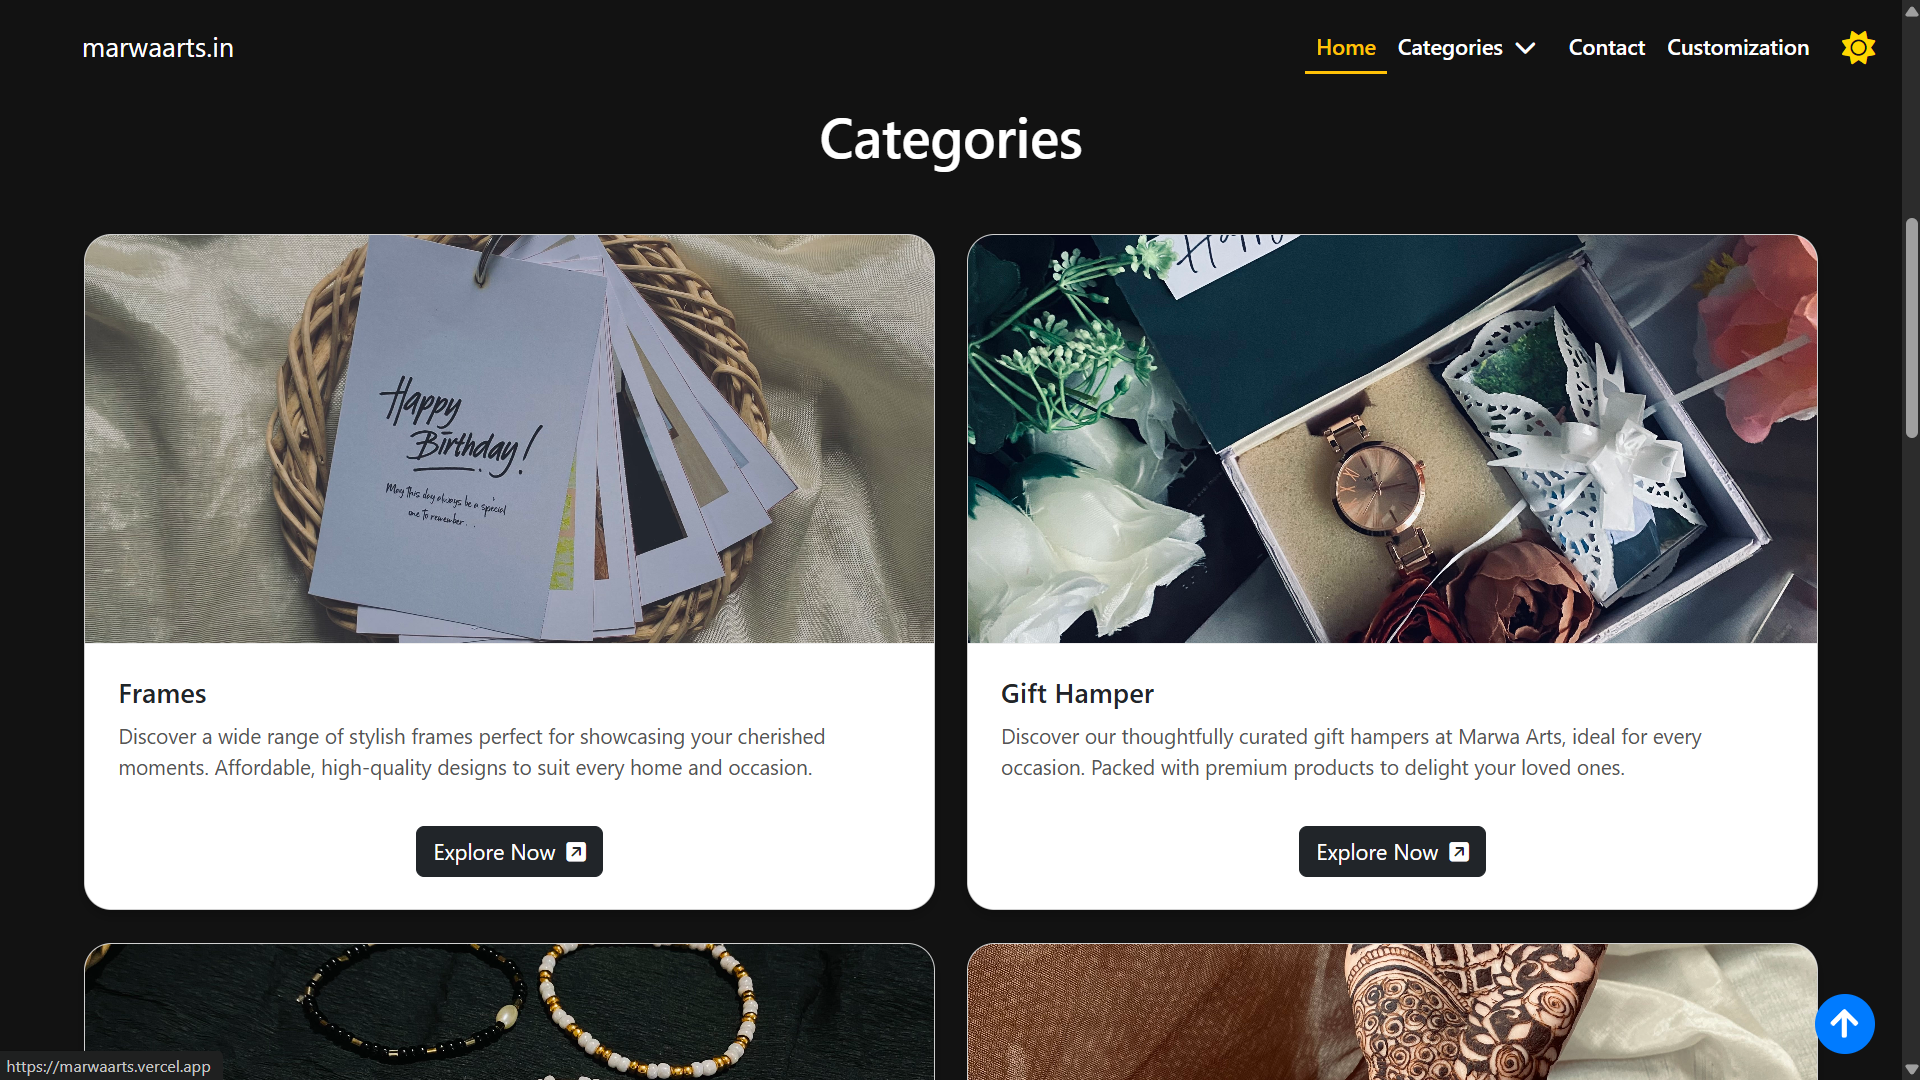 marwaarts.in
Home Categories Contact Customization
Categories
Happy
Birthday!
May this day always be a special
one to remember . . .
Frames
Discover a wide range of stylish frames perfect for showcasing your cherished
moments. Affordable, high-quality designs to suit every home and occasion.
Explore Now
Gift Hamper
Discover our thoughtfully curated gift hampers at Marwa Arts, ideal for every
occasion. Packed with premium products to delight your loved ones.
Explore Now
https://marwaarts.vercel.app